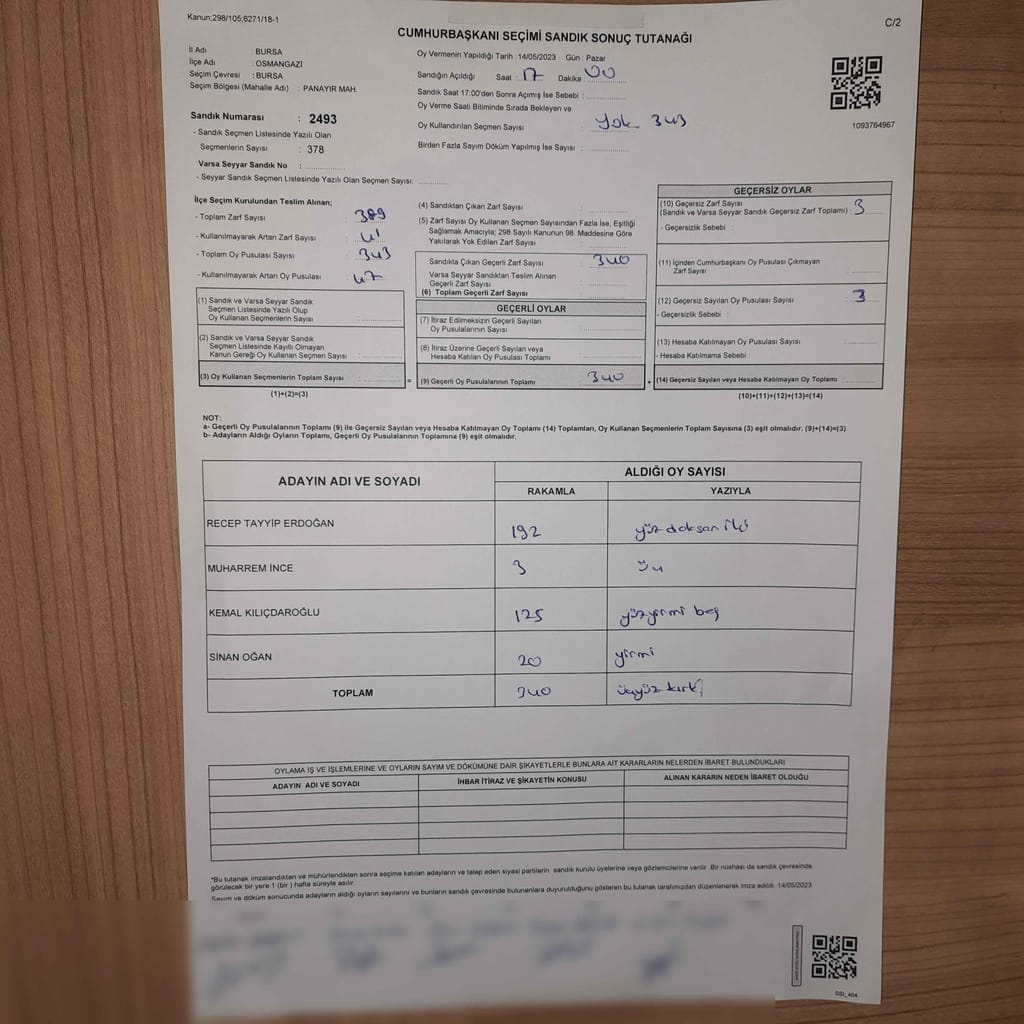 Kanun;298/105;6271/18-1
C/2
CUMHURBAŞKANI SEÇİMİ SANDIK SONUÇ TUTANAĞI
İl Adı : BURSA
İlçe Adı : OSMANGAZİ
Seçim Çevresi : BURSA
Seçim Bölgesi (Mahalle Adı) : PANAYIR MAH.
Sandık Numarası : 2493
- Sandık Seçmen Listesinde Yazılı Olan
Seçmenlerin Sayısı : 378
Varsa Seyyar Sandık No :
- Seyyar Sandık Seçmen Listesinde Yazılı Olan Seçmen Sayısı:
Oy Vermenin Yapıldığı Tarih : 14/05/2023 Gün : Pazar
Sandığın Açıldığı Saat : 17 Dakika : 00
Sandık Saat 17:00'den Sonra Açımış İse Sebebi :
Oy Verme Saati Bitiminde Sırada Bekleyen ve
Oy Kullandırılan Seçmen Sayısı : Yok 343
Birden Fazla Sayım Döküm Yapılmış İse Sayısı :
1093764967
İlçe Seçim Kurulundan Teslim Alınan;
- Toplam Zarf Sayısı : 389
- Kullanılmayarak Artan Zarf Sayısı : 41
- Toplam Oy Pusulası Sayısı : 343
- Kullanılmayarak Artan Oy Pusulası : 47
(1) Sandık ve Varsa Seyyar Sandık
Seçmen Listesinde Yazılı Olup
Oy Kullanan Seçmenlerin Sayısı :
(2) Sandık ve Varsa Seyyar Sandık
Seçmen Listesinde Kayıtlı Olmayan
Kanun Gereği Oy Kullanan Seçmen Sayısı :
(3) Oy Kullanan Seçmenlerin Toplam Sayısı :
(1)+(2)=(3)
=
(4) Sandıktan Çıkan Zarf Sayısı :
(5) Zarf Sayısı Oy Kullanan Seçmen Sayısından Fazla İse, Eşitliği
Sağlamak Amacıyla; 298 Sayılı Kanunun 98. Maddesine Göre
Yakılarak Yok Edilen Zarf Sayısı :
Sandıkta Çıkan Geçerli Zarf Sayısı : 340
Varsa Seyyar Sandıktan Teslim Alınan
Geçerli Zarf Sayısı :
(6) Toplam Geçerli Zarf Sayısı :
GEÇERLİ OYLAR
(7) İtiraz Edilmeksizin Geçerli Sayılan
Oy Pusulalarının Sayısı :
(8) İtiraz Üzerine Geçerli Sayılan veya
Hesaba Katılan Oy Pusulası Toplamı :
(9) Geçerli Oy Pusulalarının Toplamı : 340
+
GEÇERSİZ OYLAR
(10) Geçersiz Zarf Sayısı
(Sandık ve Varsa Seyyar Sandık Geçersiz Zarf Toplamı) : 3
- Geçersizlik Sebebi :
(11) İçinden Cumhurbaşkanı Oy Pusulası Çıkmayan
Zarf Sayısı :
(12) Geçersiz Sayılan Oy Pusulası Sayısı : 3
- Geçersizlik Sebebi :
(13) Hesaba Katılmayan Oy Pusulası Sayısı :
- Hesaba Katılmama Sebebi :
(14) Geçersiz Sayılan veya Hesaba Katılmayan Oy Toplamı :
(10)+(11)+(12)+(13)=(14)
NOT:
a- Geçerli Oy Pusulalarının Toplamı (9) ile Geçersiz Sayılan veya Hesaba Katılmayan Oy Toplamı (14) Toplamları, Oy Kullanan Seçmenlerin Toplam Sayısına (3) eşit olmalıdır. (9)+(14)=(3)
b- Adayların Aldığı Oyların Toplamı, Geçerli Oy Pusulalarının Toplamına (9) eşit olmalıdır.
ADAYIN ADI VE SOYADI
ALDIĞI OY SAYISI
RAKAMLA YAZIYLA
RECEP TAYYİP ERDOĞAN 192 yüz doksan iki
MUHARREM İNCE 3 üç
KEMAL KILIÇDAROĞLU 125 yüzyirmi beş
SİNAN OĞAN 20 yirmi
TOPLAM 340 üçyüz kırk
OYLAMA İŞ VE İŞLEMLERİNE VE OYLARIN SAYIM VE DÖKÜMÜNE DAİR ŞİKAYETLERLE BUNLARA AİT KARARLARIN NELERDEN İBARET BULUNDUKLARI
ADAYIN ADI VE SOYADI İHBAR İTİRAZ VE ŞİKAYETİN KONUSU ALINAN KARARIN NEDEN İBARET OLDUĞU
*Bu tutanak imzalandıktan ve mühürlendikten sonra seçime katılan adayların ve talep eden siyasi partilerin sandık kurulu üyelerine veya gözlemcilerine verilir. Bir nüshası da sandık çevresinde
görülecek bir yere 1 (bir ) hafta süreyle asılır.
Sayım ve döküm sonucunda adayların aldığı oyların sayılarını ve bunların sandık çevresinde bulunanlara duyurulduğunu gösteren bu tutanak tarafımızdan düzenlenerek imza edildi. 14/05/2023
SSI_404